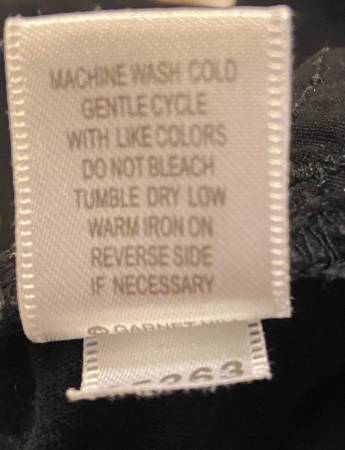 MACHINE WASH COLD
GENTLE CYCLE
WITH LIKE COLORS
DO NOT BLEACH
TUMBLE DRY LOW
WARM IRON ON
REVERSE SIDE
IF NECESSARY
GARNET